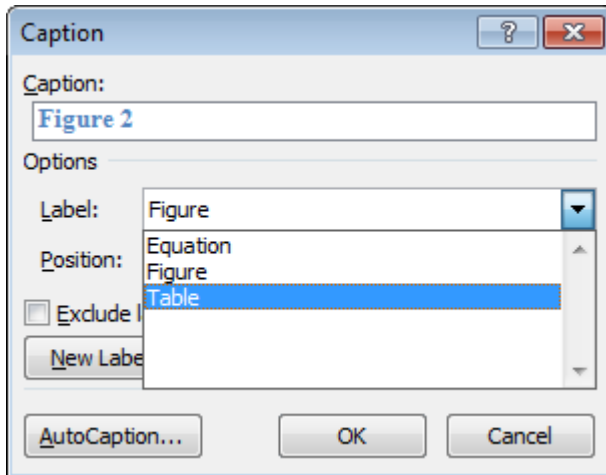 Caption
Caption:
Figure 2
Options
Label: Figure
Equation
Position: Figure
Table
Exclude
New Labe
AutoCaption... OK Cancel